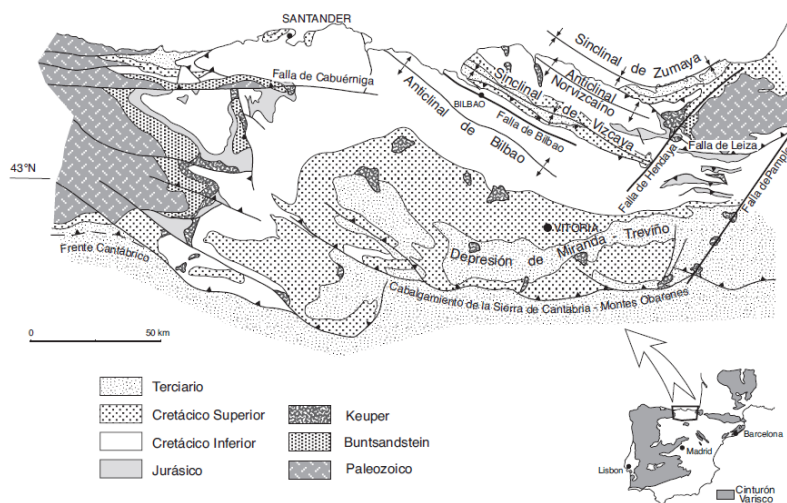 SANTANDER
Falla de Cabuérniga
Anticlinal de Bilbao
BILBAO
Falla de Bilbao
Sinclinal de Vizcaya
Anticlinal Norvizcaino
Sinclinal de Zumaya
Falla de Leiza
Falla de Hendaya
Falla de Pamplo
43°N
VITORIA
Depresión de Miranda Treviño
Frente Cantábrico
Cabalgamiento de la Sierra de Cantabria - Montes Obarenes
0 50 km
Terciario
Cretácico Superior
Cretácico Inferior
Jurásico
Keuper
Buntsandstein
Paleozoico
Barcelona
Madrid
Lisbon
Cinturón
Varisco